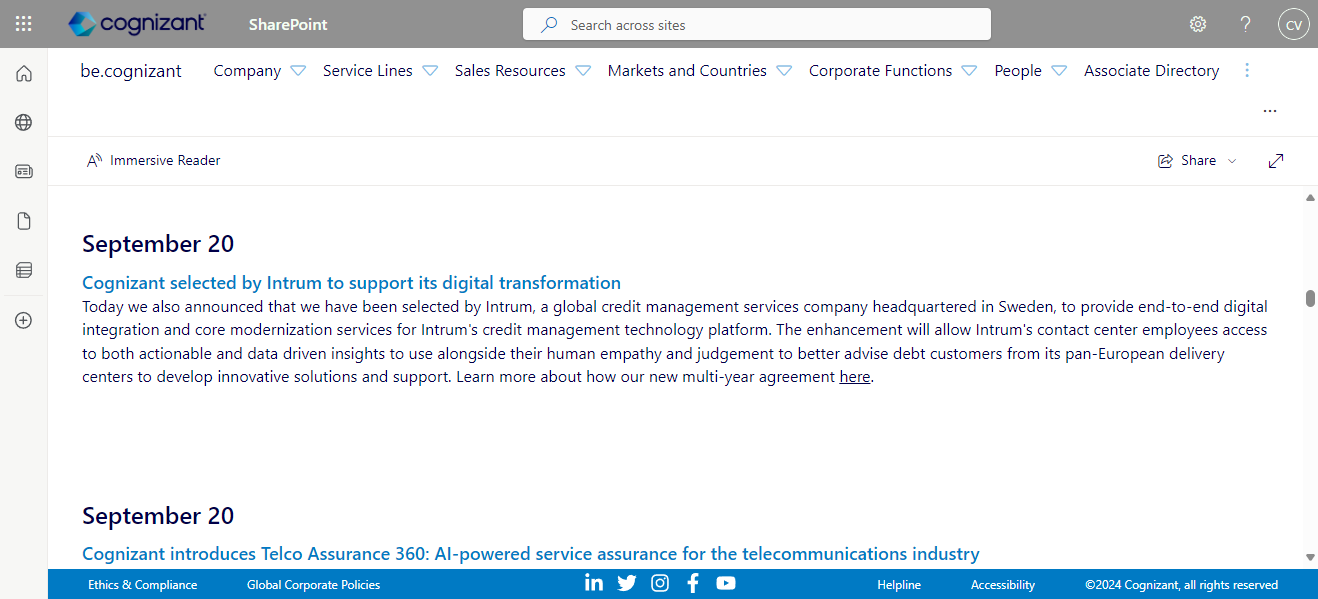 cognizant SharePoint Search across sites ? CV
be.cognizant Company Service Lines Sales Resources Markets and Countries Corporate Functions People Associate Directory
...
Immersive Reader Share
September 20
Cognizant selected by Intrum to support its digital transformation
Today we also announced that we have been selected by Intrum, a global credit management services company headquartered in Sweden, to provide end-to-end digital
integration and core modernization services for Intrum's credit management technology platform. The enhancement will allow Intrum's contact center employees access
to both actionable and data driven insights to use alongside their human empathy and judgement to better advise debt customers from its pan-European delivery
centers to develop innovative solutions and support. Learn more about how our new multi-year agreement here.
September 20
Cognizant introduces Telco Assurance 360: AI-powered service assurance for the telecommunications industry
Ethics & Compliance Global Corporate Policies Helpline Accessibility ©2024 Cognizant, all rights reserved